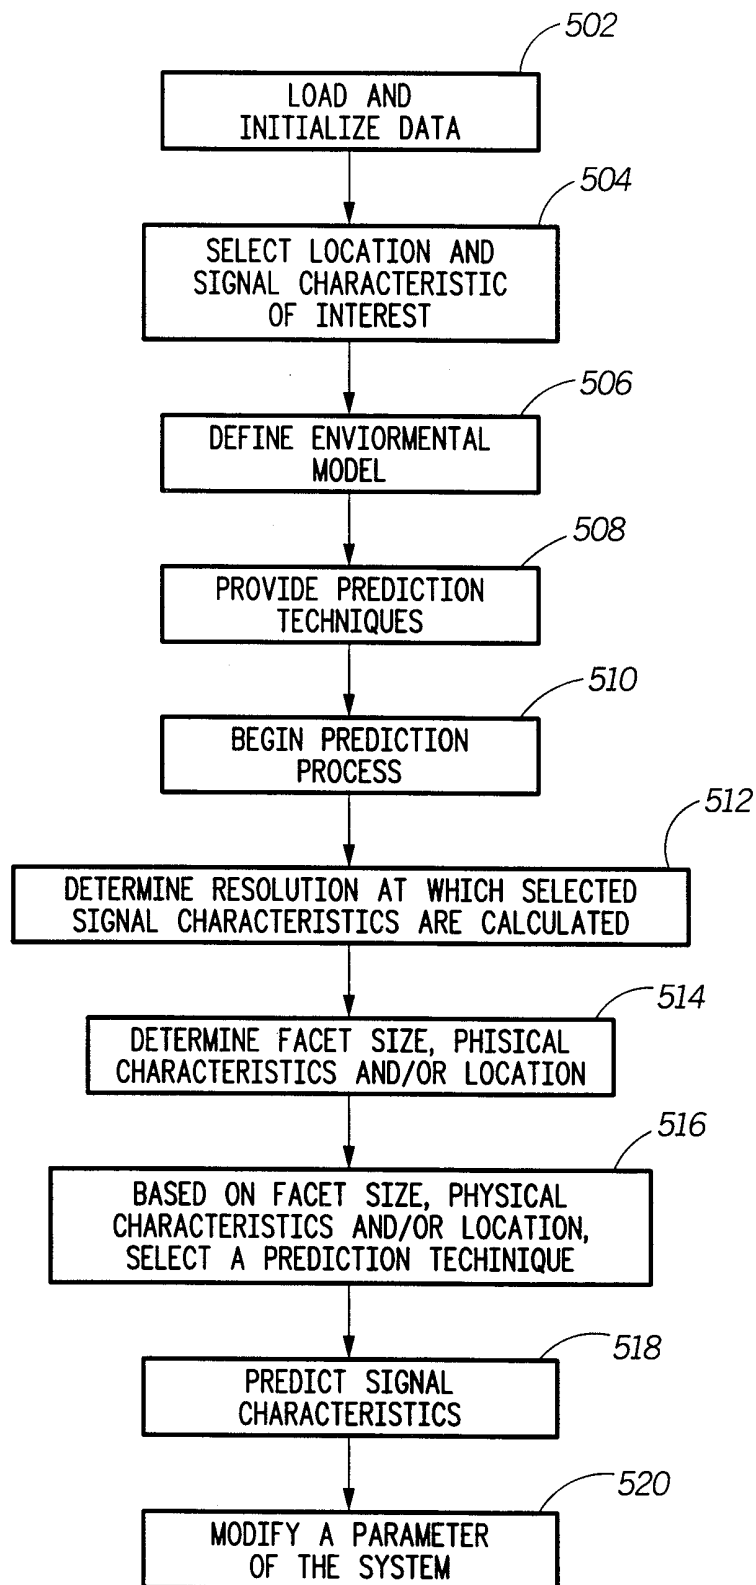 502
LOAD AND
INITIALIZE DATA
504
SELECT LOCATION AND
SIGNAL CHARACTERISTIC
OF INTEREST
506
DEFINE ENVIORMENTAL
MODEL
508
PROVIDE PREDICTION
TECHNIQUES
510
BEGIN PREDICTION
PROCESS
512
DETERMINE RESOLUTION AT WHICH SELECTED
SIGNAL CHARACTERISTICS ARE CALCULATED
514
DETERMINE FACET SIZE, PHISICAL
CHARACTERISTICS AND/OR LOCATION
516
BASED ON FACET SIZE, PHYSICAL
CHARACTERISTICS AND/OR LOCATION,
SELECT A PREDICTION TECHINIQUE
518
PREDICT SIGNAL
CHARACTERISTICS
520
MODIFY A PARAMETER
OF THE SYSTEM